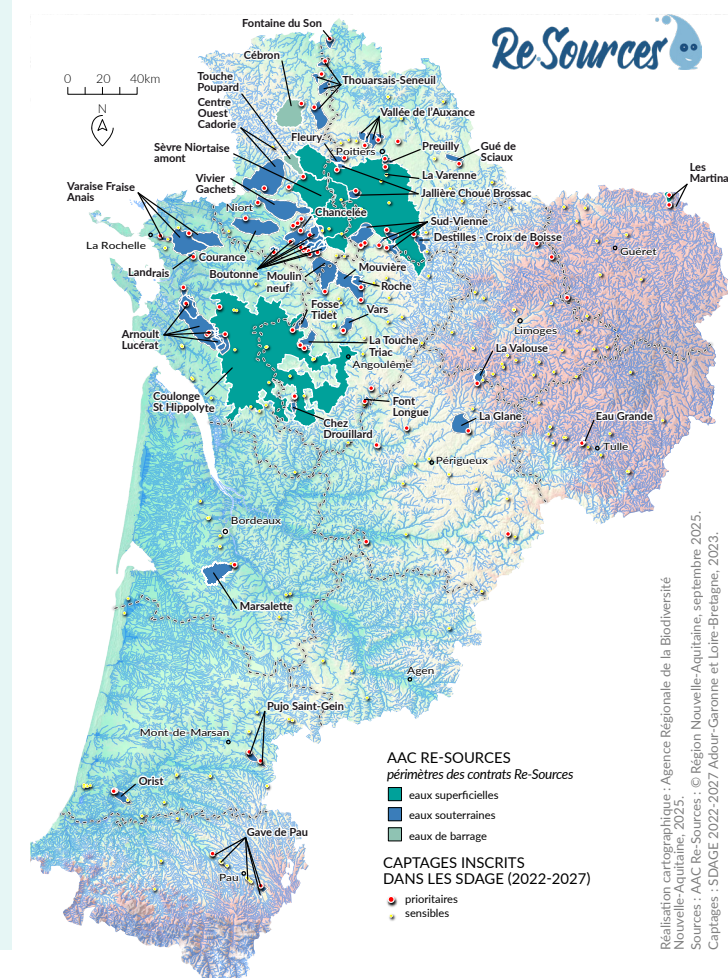 Fontaine du Son
Re.Sources
Cébron
0 20 40km
Touche
Poupard
Thouarsais-Seneuil
Centre
Ouest
Cadorie
N
Vallée de l'Auxance
Fleury
Poitiers
Preuilly
Gué de
Sciaux
Sèvre Niortaise
amont
La Varenne
Les
Martina
Vivier
Gachets
Jallière Choué Brossac
Varaise Fraise
Anais
Niort
Chancelée
Sud-Vienne
La Rochelle
Destilles - Croix de Boisse
Guéret
Courance
Landrais
Boutonne
Moulin
neuf
Mouvière
Roche
Fosse
Tidet
Vars
Limoges
Arnoult
Lucérat
La Touche
Triac
La Valouse
Angoulême
Coulonge
St Hippolyte
Font
Longue
La Glane
Eau Grande
Chez
Drouillard
Tulle
Périgueux
Bordeaux
Marsalette
Agen
Pujo Saint-Gein
Mont-de-Marsan
Orist
Gave de Pau
Pau
AAC RE-SOURCES
périmètres des contrats Re-Sources
eaux superficielles
eaux souterraines
eaux de barrage
CAPTAGES INSCRITS
DANS LES SDAGE (2022-2027)
prioritaires
sensibles
Réalisation cartographique : Agence Régionale de la Biodiversité
Nouvelle-Aquitaine, 2025.
Sources : AAC Re-Sources : © Région Nouvelle-Aquitaine, septembre 2025.
Captages : SDAGE 2022-2027 Adour-Garonne et Loire-Bretagne, 2023.